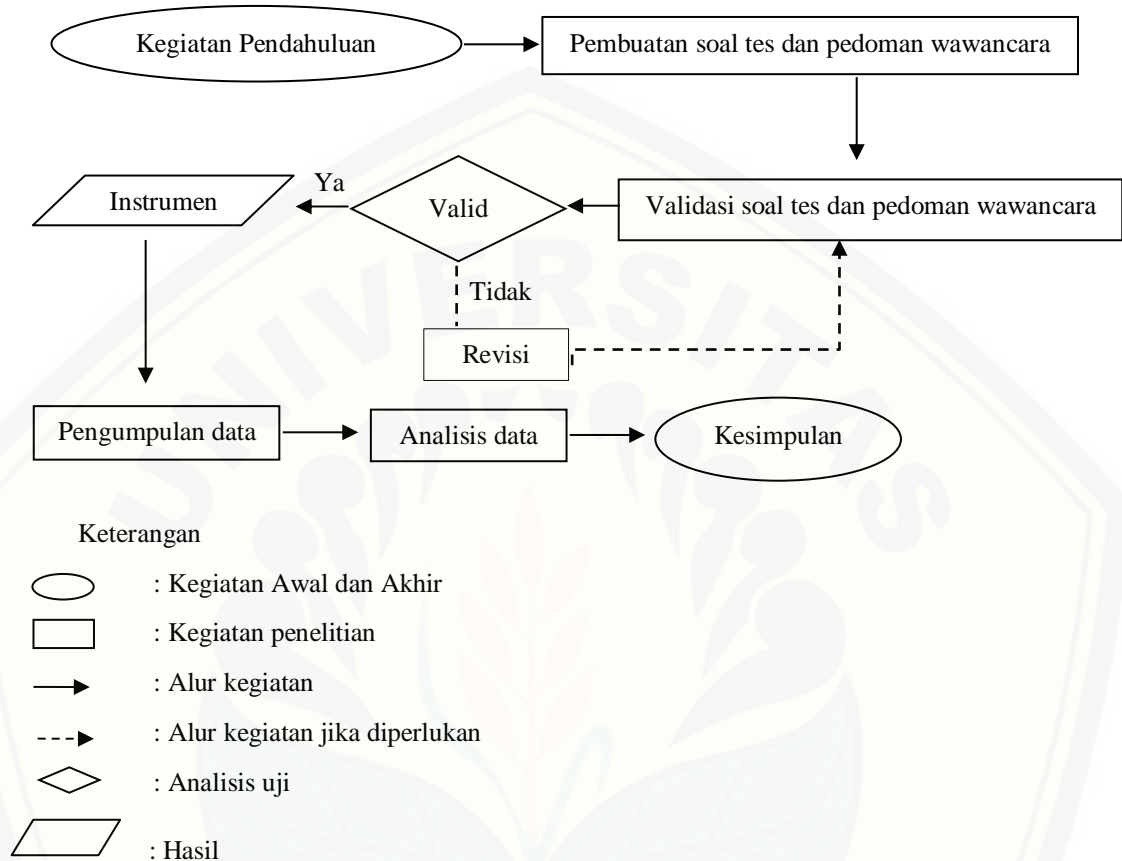 Kegiatan Pendahuluan
Pembuatan soal tes dan pedoman wawancara
Validasi soal tes dan pedoman wawancara
Valid
Ya
Instrumen
Tidak
Revisi
Pengumpulan data
Analisis data
Kesimpulan
Keterangan
: Kegiatan Awal dan Akhir
: Kegiatan penelitian
: Alur kegiatan
: Alur kegiatan jika diperlukan
: Analisis uji
: Hasil
UNIVERSITAS